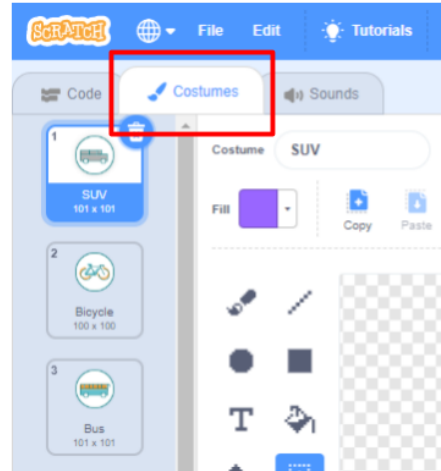 SCRATCH File Edit Tutorials
Code Costumes Sounds
1
SUV
101 x 101
2
Bicycle
100 x 100
3
Bus
101 x 101
Costume SUV
Fill Copy Paste
T